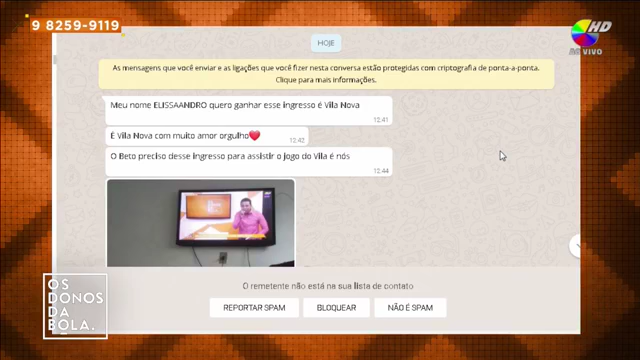 9 8259-9119
HD
AO VIVO
HOJE
As mensagens que você enviar e as ligações que você fizer nesta conversa estão protegidas com criptografia de ponta-a-ponta.
Clique para mais informações.
Meu nome ELISSAANDRO quero ganhar esse ingresso é Vila Nova
12:41
É Vila Nova com muito amor orgulho❤️
12:42
O Beto preciso desse ingresso para assistir o jogo do Vila é nós
12:44
O remetente não está na sua lista de contato
REPORTAR SPAM BLOQUEAR NÃO É SPAM
OS
DONOS
DA
BOLA.